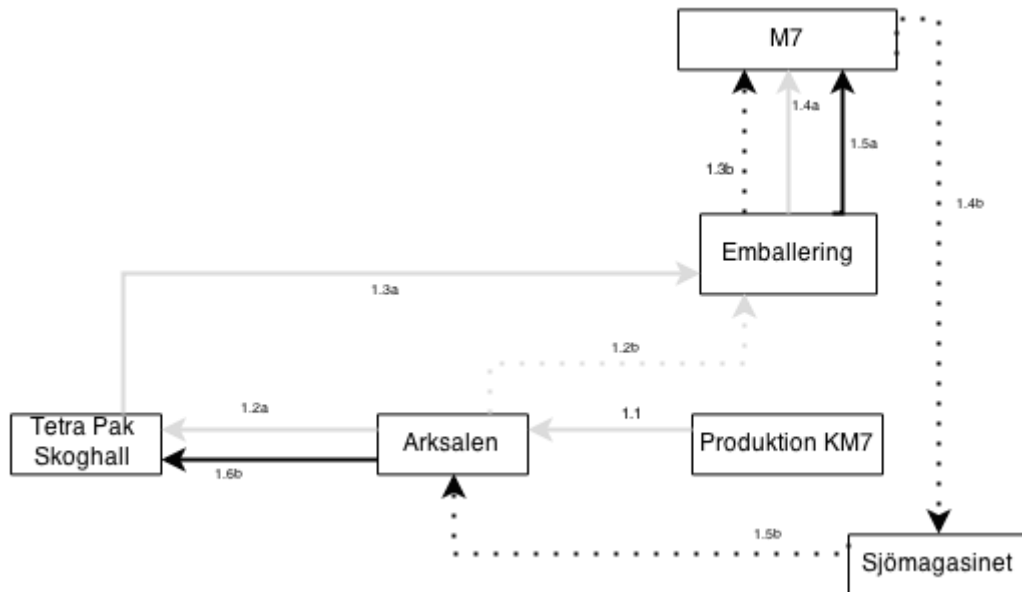 M7
1.4a
1.5a
1.3b
1.4b
Emballering
1.3a
1.2b
1.2a
1.1
Tetra Pak
Skoghall
Arksalen
Produktion KM7
1.6b
1.5b
Sjömagasinet